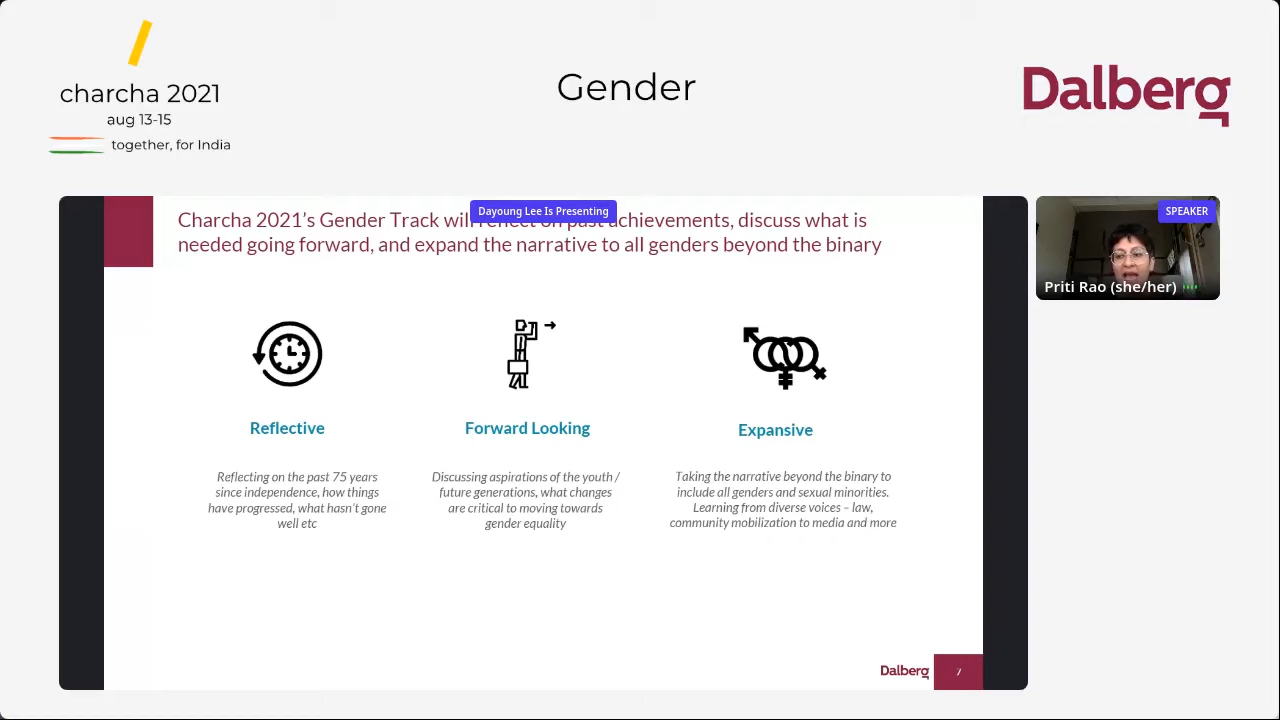 charcha 2021
aug 13-15
together, for India
Gender
Dalberg
Dayoung Lee Is Presenting
Charcha 2021's Gender Track will reflect on past achievements, discuss what is
needed going forward, and expand the narrative to all genders beyond the binary
SPEAKER
Priti Rao (she/her)
Reflective
Reflecting on the past 75 years
since independence, how things
have progressed, what hasn't gone
well etc
Forward Looking
Discussing aspirations of the youth /
future generations, what changes
are critical to moving towards
gender equality
Expansive
Taking the narrative beyond the binary to
include all genders and sexual minorities.
Learning from diverse voices – law,
community mobilization to media and more
Dalberg
7